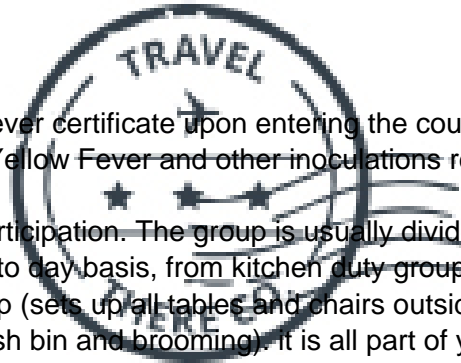 TRAVEL
ever certificate upon entering the cou
Yellow Fever and other inoculations r
rticipation. The group is usually divid
to day basis, from kitchen duty group
p (sets up all tables and chairs outsid
THERE
sh bin and brooming). It is all part of y